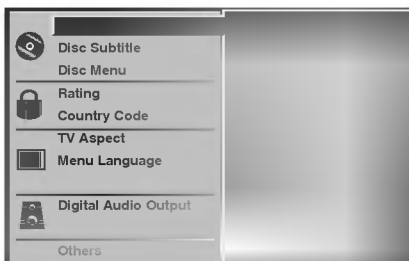 Disc Subtitle
Disc Menu
Rating
Country Code
TV Aspect
Menu Language
Digital Audio Output
Others